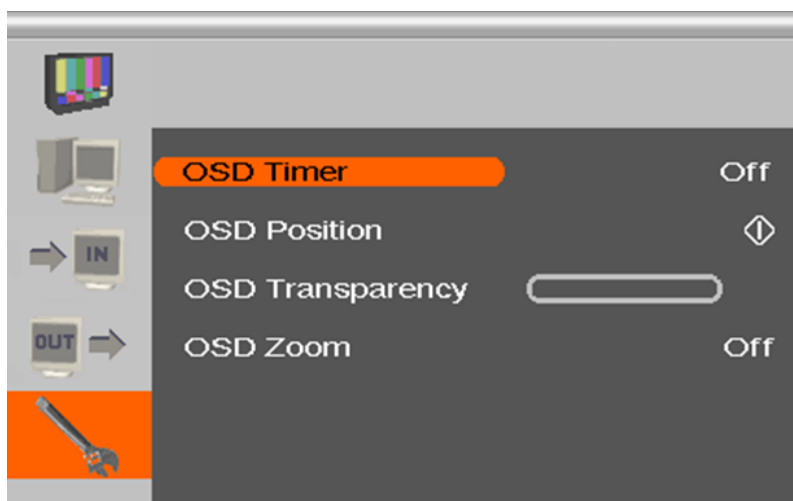 OSD Timer Off
OSD Position
IN
OSD Transparency
OUT
OSD Zoom Off